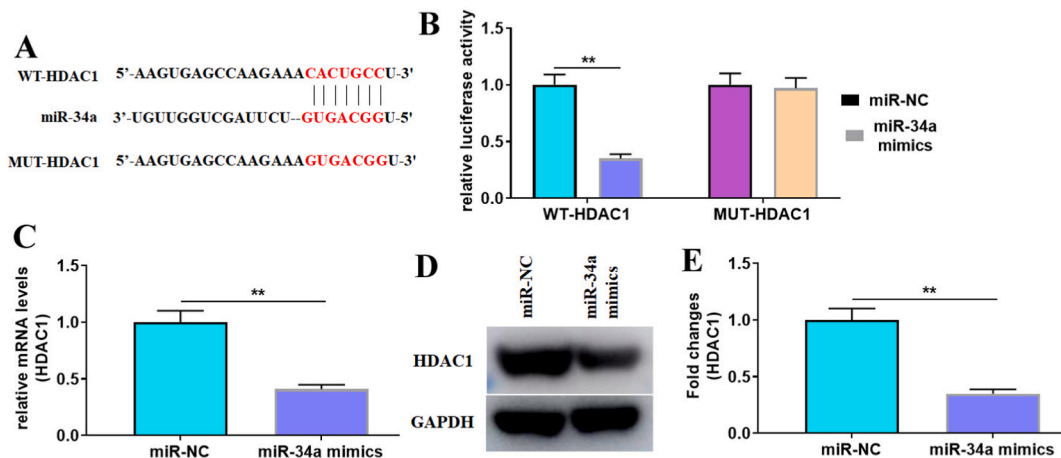 A
WT-HDAC1 5'-AAGUGAGCCAAGAAACACUGCCU-3'
miR-34a 3'-UGUUGGUCGAUUCU--GUGACGGU-5'
MUT-HDAC1 5'-AAGUGAGCCAAGAAAGUGACGGU-3'
B
relative luciferase activity
1.5
1.0
0.5
0.0
**
WT-HDAC1 MUT-HDAC1
miR-NC
miR-34a
mimics
C
relative mRNA levels
(HDAC1)
1.5
1.0
0.5
0.0
**
miR-NC miR-34a mimics
D
miR-NC
miR-34a
mimics
HDAC1
GAPDH
E
Fold changes
(HDAC1)
1.5
1.0
0.5
0.0
**
miR-NC miR-34a mimics